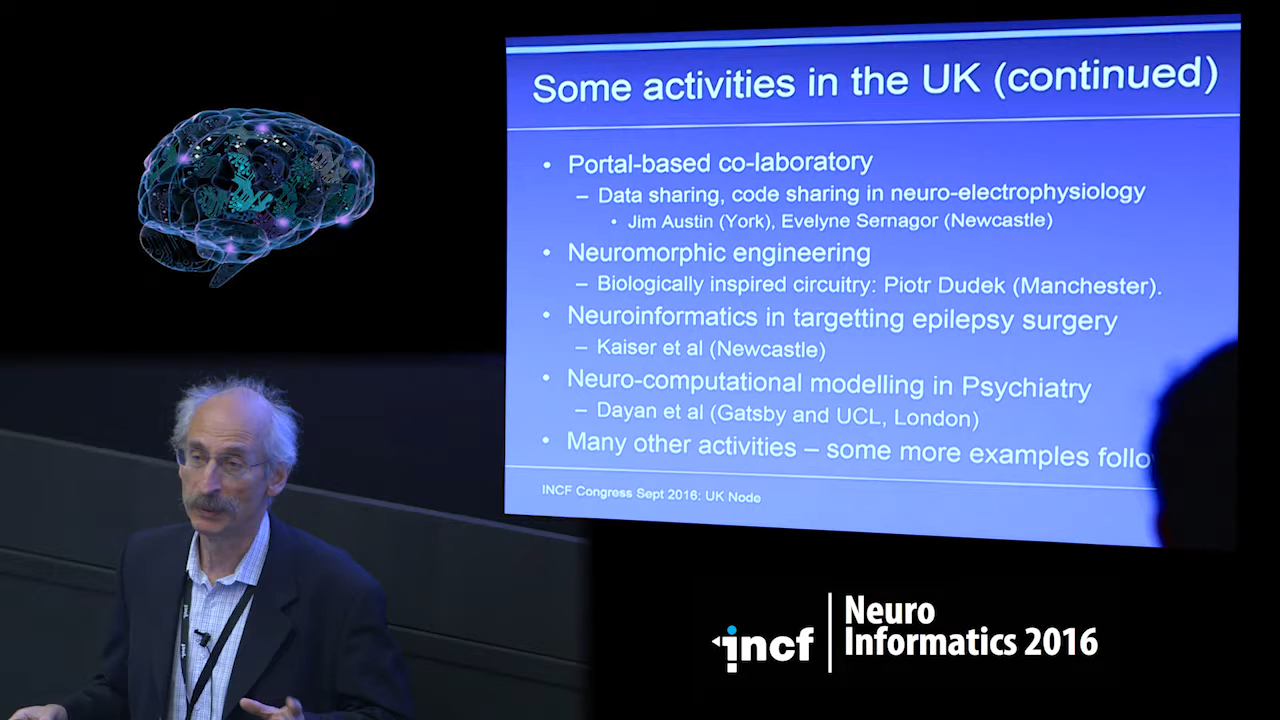 Some activities in the UK (continued)
• Portal-based co-laboratory
– Data sharing, code sharing in neuro-electrophysiology
• Jim Austin (York), Evelyne Sernagor (Newcastle)
• Neuromorphic engineering
– Biologically inspired circuitry: Piotr Dudek (Manchester).
• Neuroinformatics in targetting epilepsy surgery
– Kaiser et al (Newcastle)
• Neuro-computational modelling in Psychiatry
– Dayan et al (Gatsby and UCL, London)
• Many other activities – some more examples follo
INCF Congress Sept 2016: UK Node
incf
Neuro
Informatics 2016